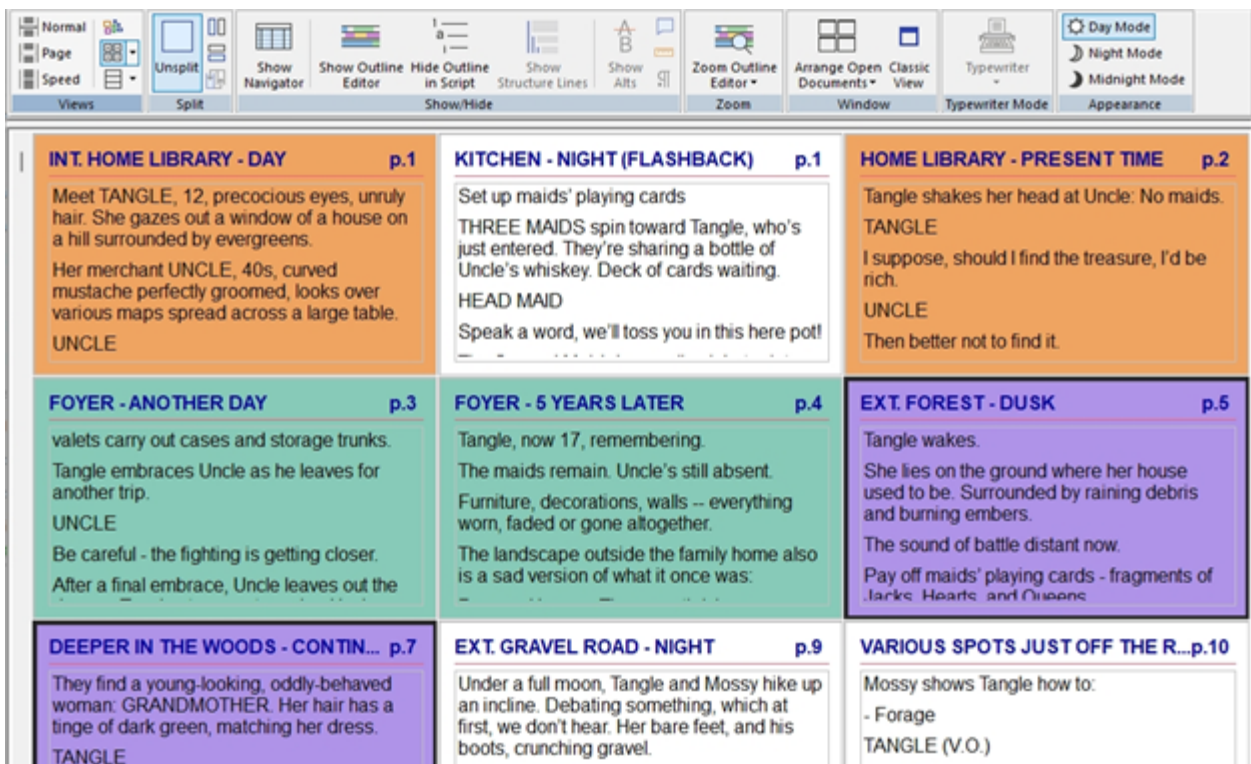 Normal
Page
Speed
Views
Unsplit
Split
Show
Navigator
Show Outline
Editor
Hide Outline
in Script
Show
Structure Lines
Show
Alts
Show/Hide
Zoom Outline
Editor
Zoom
Arrange Open
Documents
Classic
View
Window
Typewriter
Typewriter Mode
Day Mode
Night Mode
Midnight Mode
Appearance
INT. HOME LIBRARY - DAY p.1
Meet TANGLE, 12, precocious eyes, unruly
hair. She gazes out a window of a house on
a hill surrounded by evergreens.
Her merchant UNCLE, 40s, curved
mustache perfectly groomed, looks over
various maps spread across a large table.
UNCLE
KITCHEN - NIGHT (FLASHBACK) p.1
Set up maids' playing cards
THREE MAIDS spin toward Tangle, who's
just entered. They're sharing a bottle of
Uncle's whiskey. Deck of cards waiting.
HEAD MAID
Speak a word, we'll toss you in this here pot!
HOME LIBRARY - PRESENT TIME p.2
Tangle shakes her head at Uncle: No maids.
TANGLE
I suppose, should I find the treasure, I'd be
rich.
UNCLE
Then better not to find it.
FOYER - ANOTHER DAY p.3
valets carry out cases and storage trunks.
Tangle embraces Uncle as he leaves for
another trip.
UNCLE
Be careful - the fighting is getting closer.
After a final embrace, Uncle leaves out the
FOYER - 5 YEARS LATER p.4
Tangle, now 17, remembering.
The maids remain. Uncle's still absent.
Furniture, decorations, walls -- everything
worn, faded or gone altogether.
The landscape outside the family home also
is a sad version of what it once was:
EXT. FOREST - DUSK p.5
Tangle wakes.
She lies on the ground where her house
used to be. Surrounded by raining debris
and burning embers.
The sound of battle distant now.
Pay off maids' playing cards - fragments of
Jacks, Hearts, and Queens
DEEPER IN THE WOODS - CONTIN... p.7
They find a young-looking, oddly-behaved
woman: GRANDMOTHER. Her hair has a
tinge of dark green, matching her dress.
TANGLE
EXT. GRAVEL ROAD - NIGHT p.9
Under a full moon, Tangle and Mossy hike up
an incline. Debating something, which at
first, we don't hear. Her bare feet, and his
boots, crunching gravel.
VARIOUS SPOTS JUST OFF THE R...p.10
Mossy shows Tangle how to:
- Forage
TANGLE (V.O.)